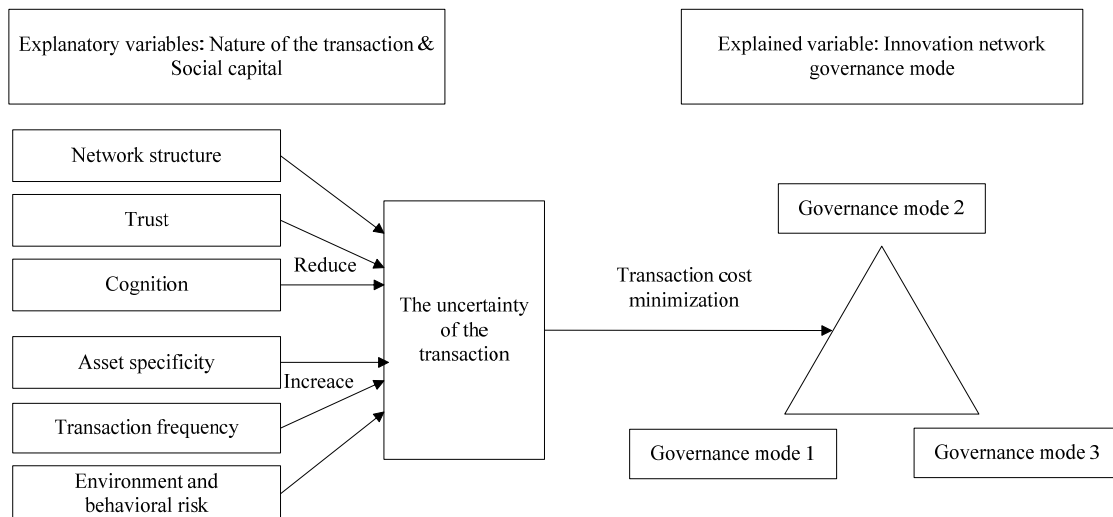 Explanatory variables: Nature of the transaction &
Social capital
Explained variable: Innovation network
governance mode
Network structure
Trust
Cognition
Reduce
Asset specificity
Increace
Transaction frequency
Environment and
behavioral risk
The uncertainty
of the
transaction
Transaction cost
minimization
Governance mode 2
Governance mode 1
Governance mode 3